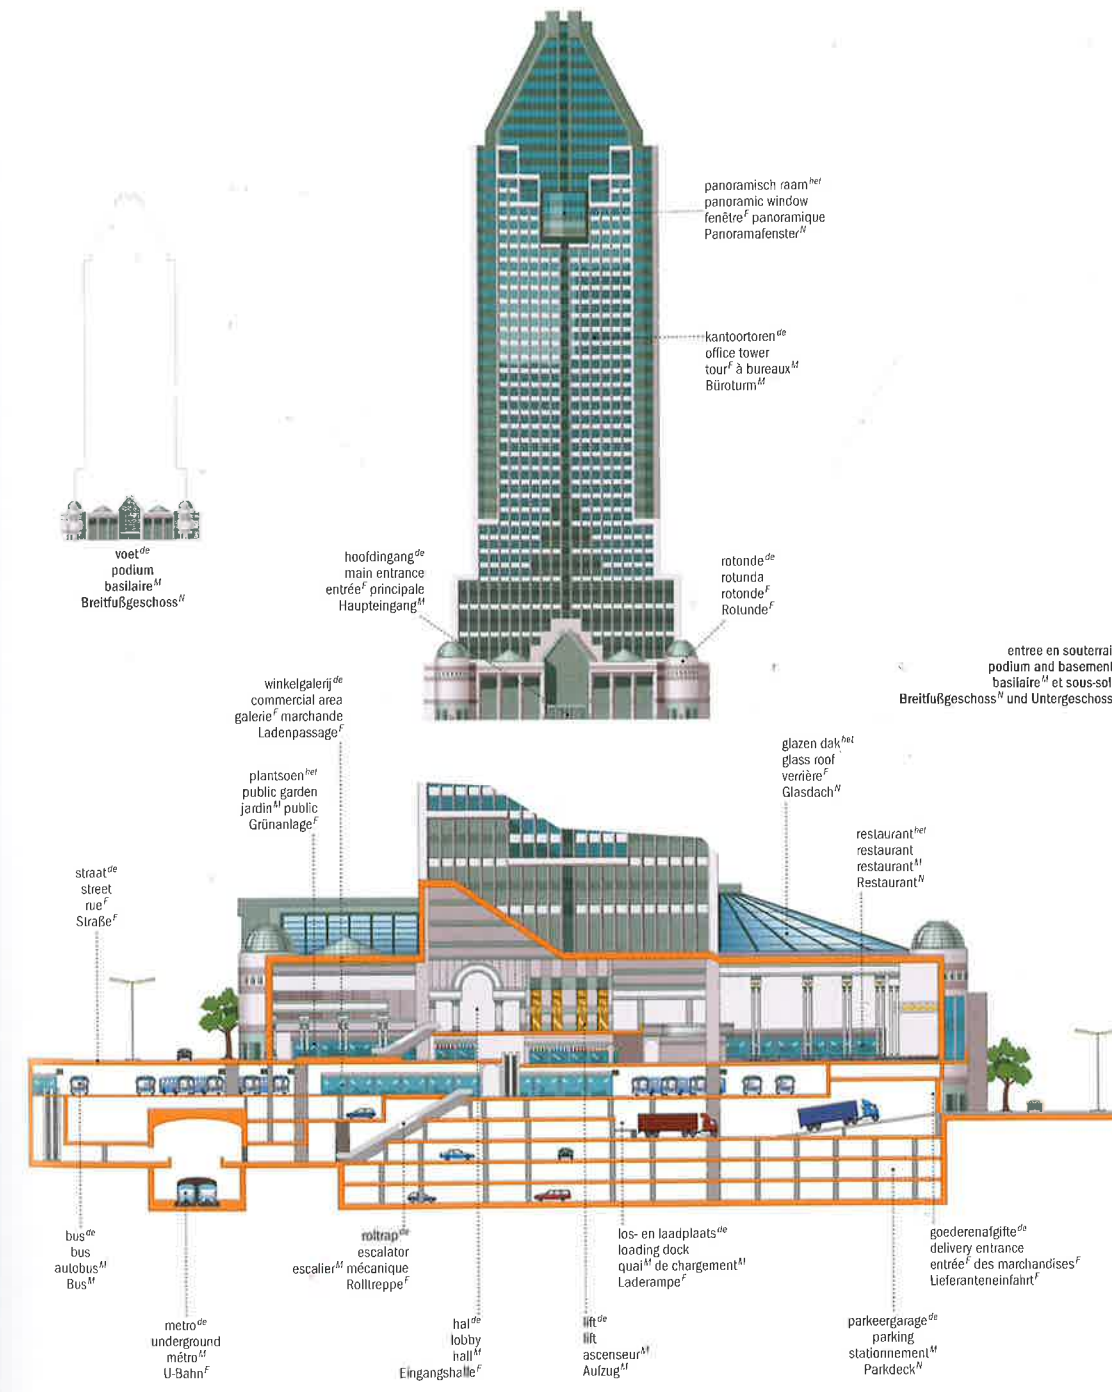 panoramisch raam het
panoramic window
fenêtre F panoramique
Panoramafenster N
kantoortoren de
office tower
tour F à bureaux M
Büroturm M
voet de
podium
basilaire M
Breitfußgeschoss N
hoofdingang de
main entrance
entrée F principale
Haupteingang M
rotonde de
rotunda
rotonde F
Rotunde F
entree en souterrai
podium and basement
basilaire M et sous-sol
Breitfußgeschoss N und Untergeschoss
winkelgalerij de
commercial area
galerie F marchande
Ladenpassage F
glazen dak het
glass roof
verrière F
Glasdach N
plantsoen het
public garden
jardin M public
Grünanlage F
restaurant het
restaurant
restaurant M
Restaurant N
straat de
street
rue F
Straße F
bus de
bus
autobus M
Bus M
roltrap de
escalator
escalier M mécanique
Rolltreppe F
los- en laadplaats de
loading dock
quai M de chargement M
Laderampe F
goederenafgifte de
delivery entrance
entrée F des marchandises F
Lieferanteneinfahrt F
metro de
underground
métro M
U-Bahn F
hal de
lobby
hall M
Eingangshalle F
lift de
lift
ascenseur M
Aufzug M
parkeergarage de
parking
stationnement M
Parkdeck N